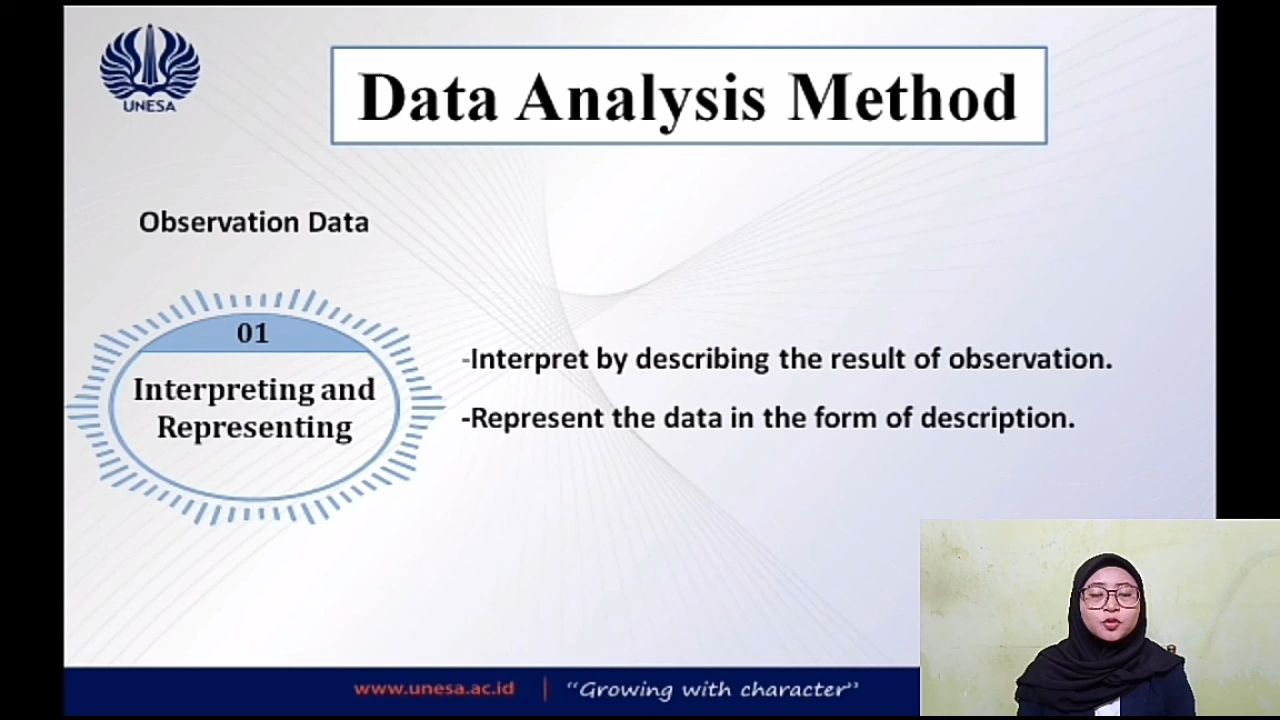 UNESA
Data Analysis Method
Observation Data
01
Interpreting and
Representing
-Interpret by describing the result of observation.
-Represent the data in the form of description.
www.unesa.ac.id | “Growing with character”